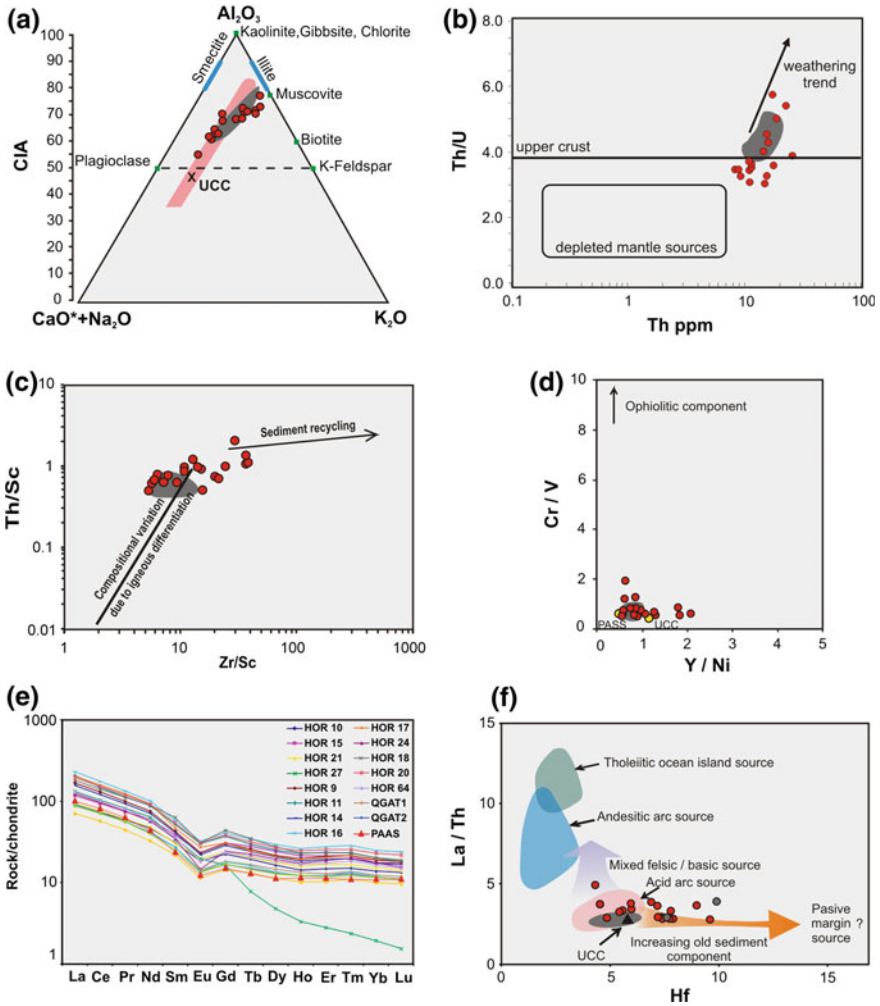 (a)
Al₂O₃
Kaolinite,Gibbsite, Chlorite
CIA
100
90
80
70
60
50
40
30
20
10
0
Smectite
Illite
Muscovite
Biotite
Plagioclase
K-Feldspar
X
UCC
CaO*+Na₂O
K₂O
(b)
Th/U
8.0
6.0
4.0
2.0
0.0
weathering
trend
upper crust
depleted mantle sources
0.1
1
10
100
Th ppm
(c)
Th/Sc
10
1
0.1
0.01
Sediment recycling
Compositional variation
due to igneous differentiation
1
10
100
1000
Zr/Sc
(d)
Cr / V
10
8
6
4
2
0
Ophiolitic component
PASS
UCC
0
1
2
3
4
5
Y / Ni
(e)
Rock/chondrite
1000
100
10
1
HOR 10
HOR 17
HOR 15
HOR 24
HOR 21
HOR 18
HOR 27
HOR 20
HOR 9
HOR 64
HOR 11
QGAT1
HOR 14
QGAT2
HOR 16
PAAS
La Ce Pr Nd Sm Eu Gd Tb Dy Ho Er Tm Yb Lu
(f)
La / Th
15
10
5
0
Tholeiitic ocean island source
Andesitic arc source
Mixed felsic / basic source
Acid arc source
Pasive
margin ?
source
UCC
Increasing old sediment
component
0
5
10
15
Hf